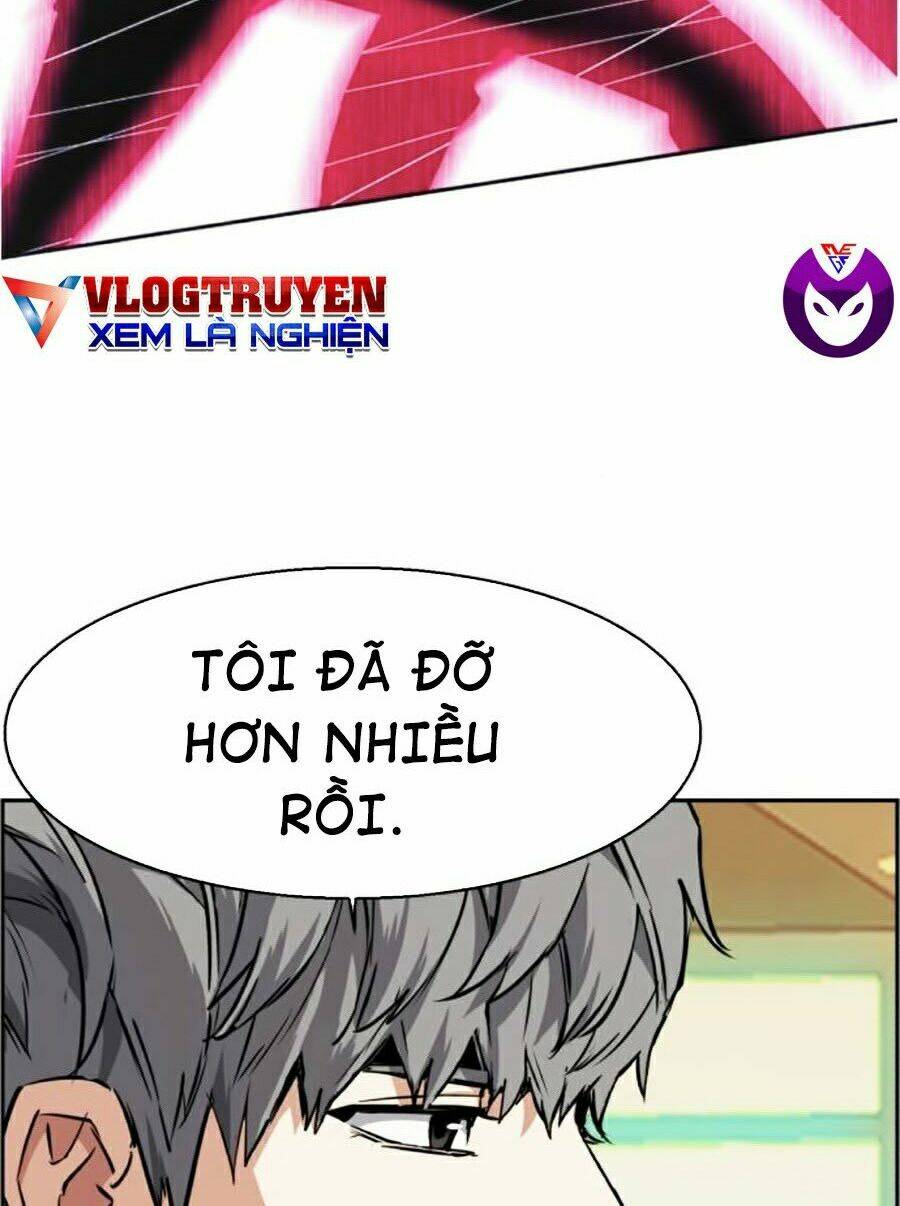 VLOGTRUYEN
XEM LÀ NGHIỆN
TÔI ĐÃ ĐỠ
HƠN NHIỀU
RỒI.